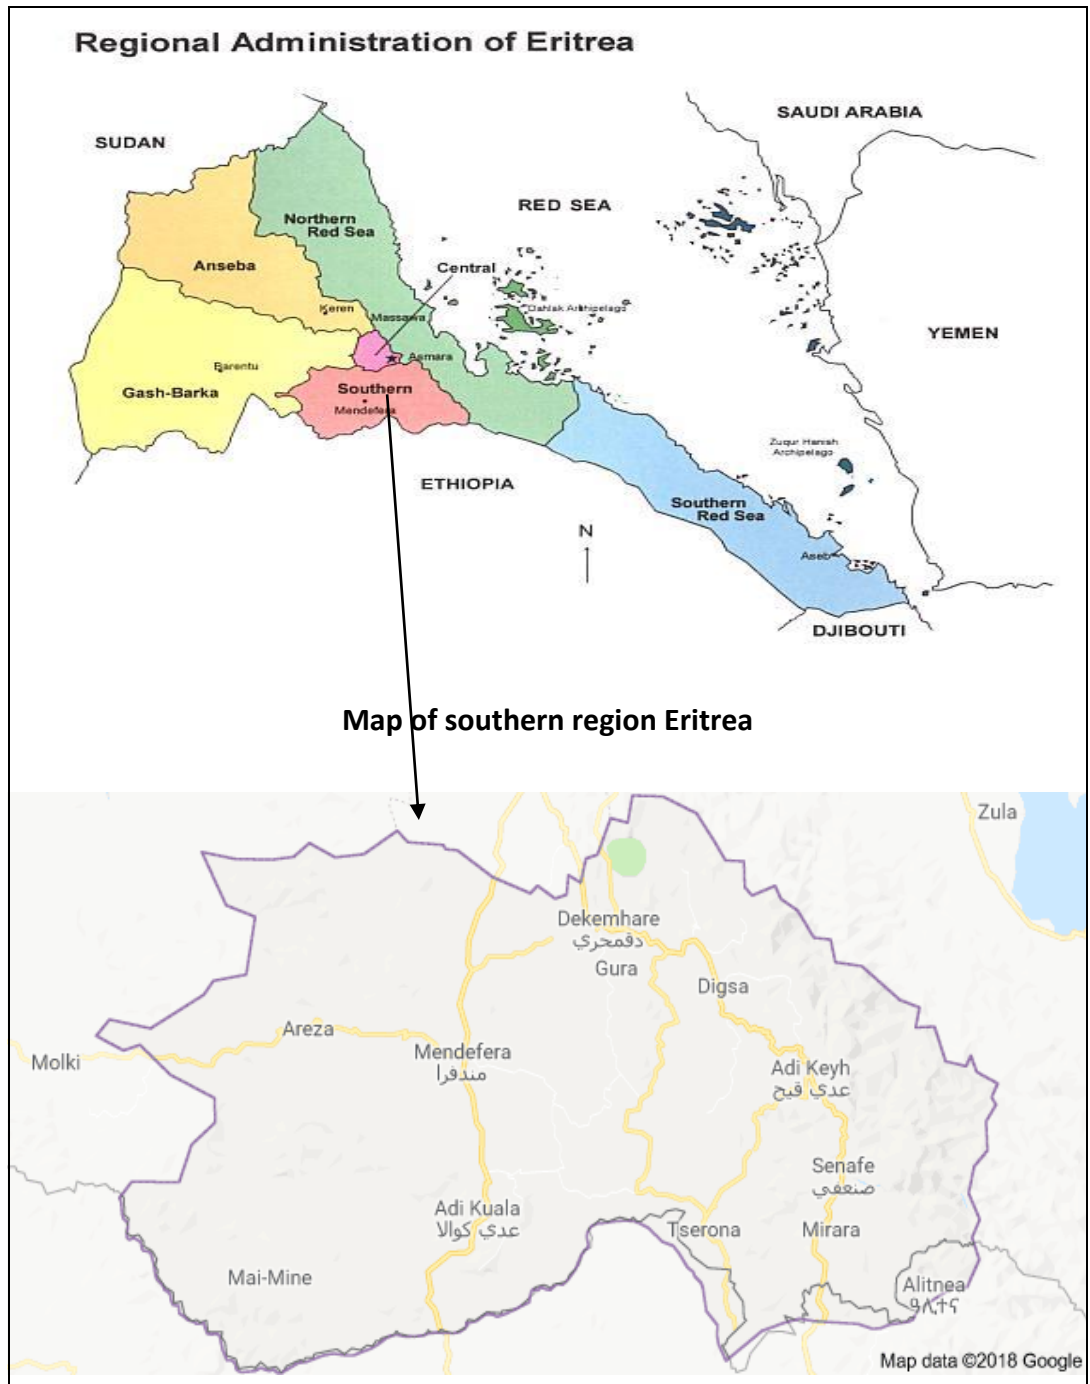 Regional Administration of Eritrea
SAUDI ARABIA
SUDAN
RED SEA
Northern
Red Sea
Anseba
Central
Keren
Massawa
Dahlak Archipelago
YEMEN
Asmara
Barentu
Gash-Barka
Southern
Mendefera
Zuqur Hanish
Archipelago
ETHIOPIA
Southern
Red Sea
N
Aseb
DJIBOUTI
Map of southern region Eritrea
Zula
Dekemhare
دقمحري
Gura
Digsa
Areza
Molki
Mendefera
مندفرا
Adi Keyh
عدي قيح
Senafe
صنعفي
Adi Kuala
عدي كوالا
Tserona
Mirara
Mai-Mine
Alitnea
ዓሊተና
Map data ©2018 Google